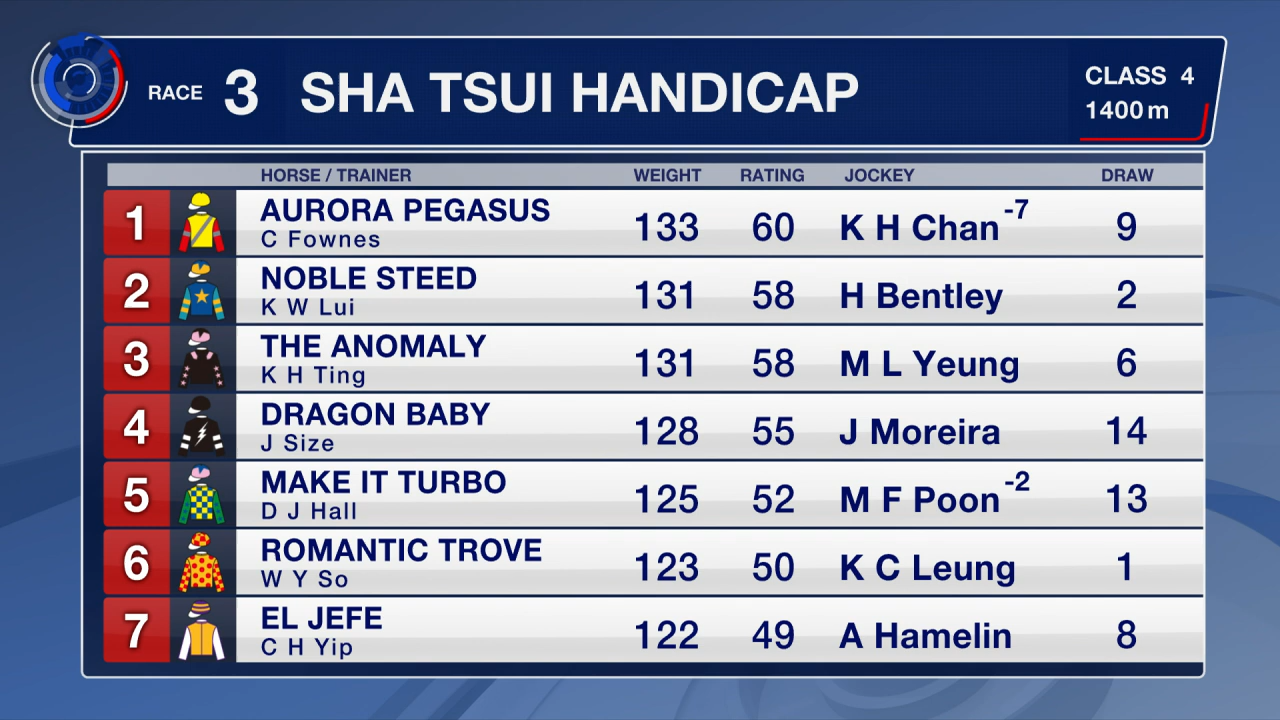 RACE 3 SHA TSUI HANDICAP CLASS 4
1400 m
HORSE / TRAINER WEIGHT RATING JOCKEY DRAW
1 AURORA PEGASUS 133 60 K H Chan -7 9
C Fownes
2 NOBLE STEED 131 58 H Bentley 2
K W Lui
3 THE ANOMALY 131 58 M L Yeung 6
K H Ting
4 DRAGON BABY 128 55 J Moreira 14
J Size
5 MAKE IT TURBO 125 52 M F Poon -2 13
D J Hall
6 ROMANTIC TROVE 123 50 K C Leung 1
W Y So
7 EL JEFE 122 49 A Hamelin 8
C H Yip